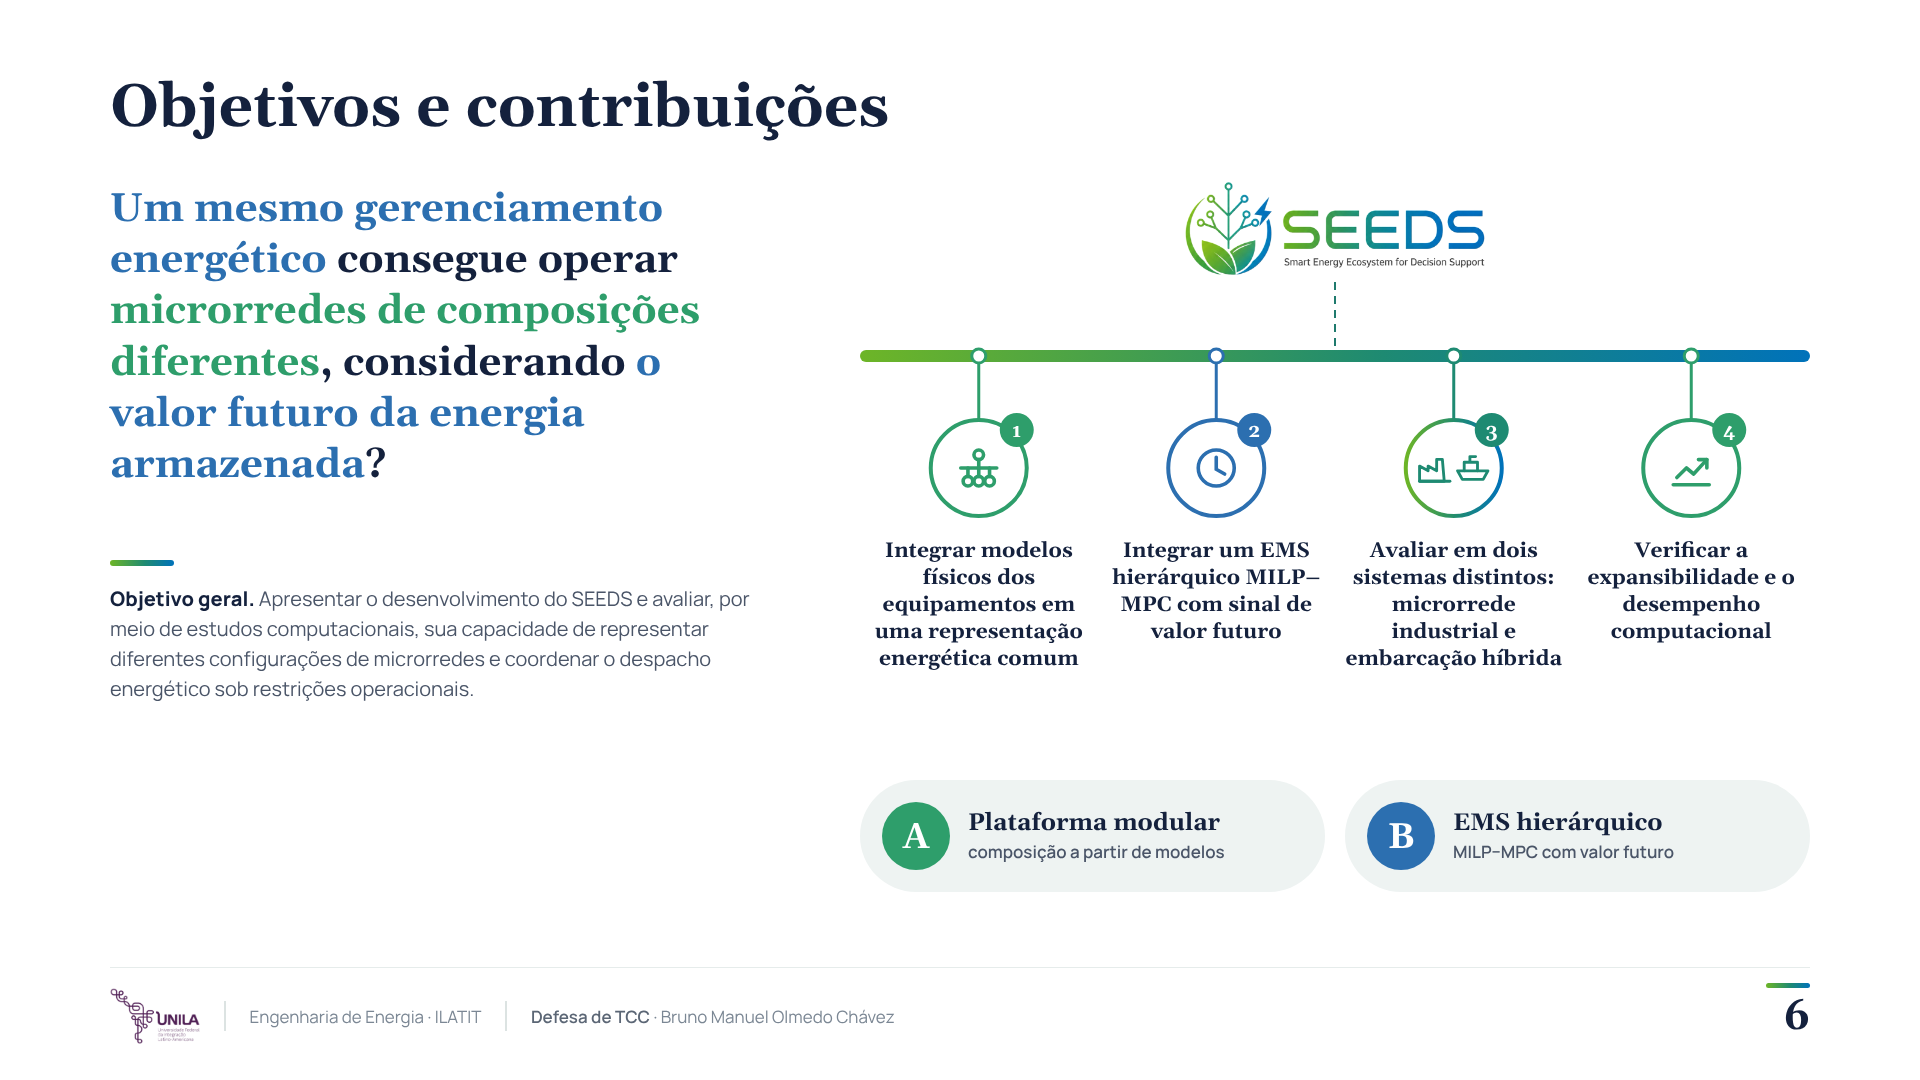 Objetivos e contribuições
Um mesmo gerenciamento
energético consegue operar
microrredes de composições
diferentes, considerando o
valor futuro da energia
armazenada?
Objetivo geral. Apresentar o desenvolvimento do SEEDS e avaliar, por
meio de estudos computacionais, sua capacidade de representar
diferentes configurações de microrredes e coordenar o despacho
energético sob restrições operacionais.
SEEDS
Smart Energy Ecosystem for Decision Support
1
Integrar modelos
físicos dos
equipamentos em
uma representação
energética comum
2
Integrar um EMS
hierárquico MILP–
MPC com sinal de
valor futuro
3
Avaliar em dois
sistemas distintos:
microrrede
industrial e
embarcação híbrida
4
Verificar a
expansibilidade e o
desempenho
computacional
A
Plataforma modular
composição a partir de modelos
B
EMS hierárquico
MILP–MPC com valor futuro
UNILA
Universidade Federal
da Integração
Latino-Americana
Engenharia de Energia · ILATIT
Defesa de TCC · Bruno Manuel Olmedo Chávez
6